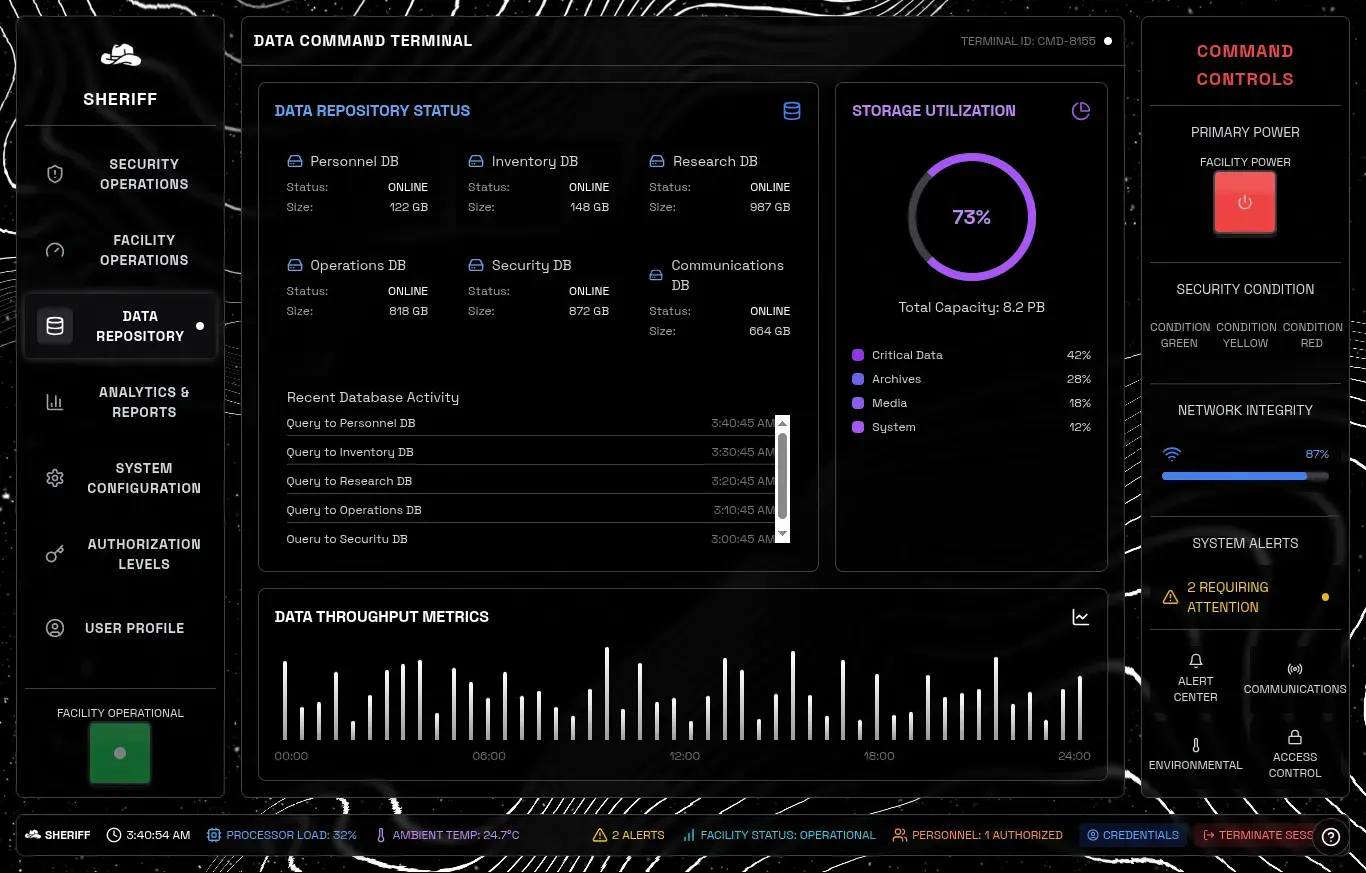 SHERIFF
SECURITY
OPERATIONS
FACILITY
OPERATIONS
DATA
REPOSITORY
ANALYTICS &
REPORTS
SYSTEM
CONFIGURATION
AUTHORIZATION
LEVELS
USER PROFILE
FACILITY OPERATIONAL
DATA COMMAND TERMINAL
TERMINAL ID: CMD-8155
DATA REPOSITORY STATUS
Personnel DB
Status: ONLINE
Size: 122 GB
Inventory DB
Status: ONLINE
Size: 148 GB
Research DB
Status: ONLINE
Size: 987 GB
Operations DB
Status: ONLINE
Size: 818 GB
Security DB
Status: ONLINE
Size: 872 GB
Communications
DB
Status: ONLINE
Size: 664 GB
Recent Database Activity
Query to Personnel DB 3:40:45 AM
Query to Inventory DB 3:30:45 AM
Query to Research DB 3:20:45 AM
Query to Operations DB 3:10:45 AM
Query to Security DB 3:00:45 AM
STORAGE UTILIZATION
73%
Total Capacity: 8.2 PB
Critical Data 42%
Archives 28%
Media 18%
System 12%
DATA THROUGHPUT METRICS
00:00 06:00 12:00 18:00 24:00
COMMAND
CONTROLS
PRIMARY POWER
FACILITY POWER
SECURITY CONDITION
CONDITION
GREEN
CONDITION
YELLOW
CONDITION
RED
NETWORK INTEGRITY
87%
SYSTEM ALERTS
2 REQUIRING
ATTENTION
ALERT
CENTER
COMMUNICATIONS
ENVIRONMENTAL
ACCESS
CONTROL
SHERIFF 3:40:54 AM PROCESSOR LOAD: 32% AMBIENT TEMP: 24.7°C 2 ALERTS FACILITY STATUS: OPERATIONAL PERSONNEL: 1 AUTHORIZED CREDENTIALS TERMINATE SESS